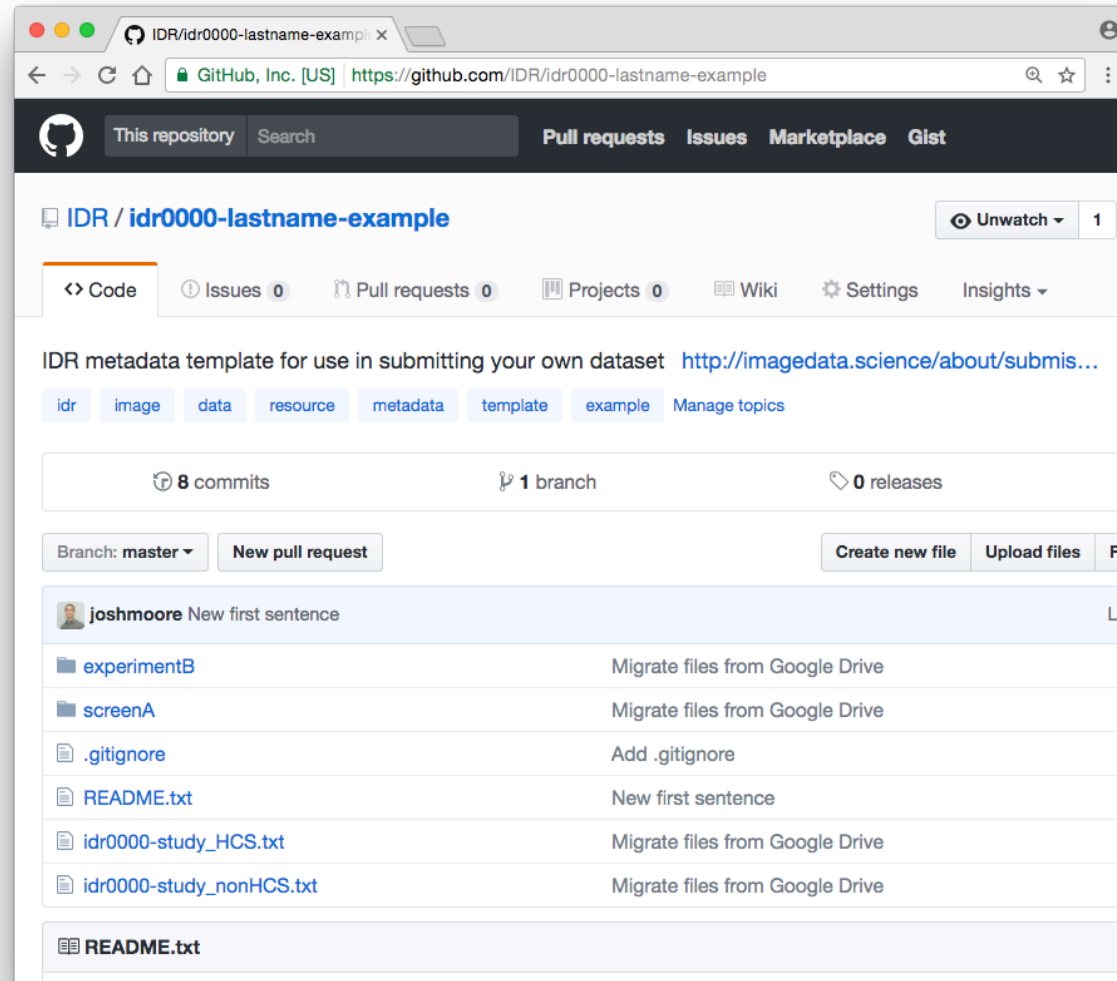 IDR/idr0000-lastname-exampl
GitHub, Inc. [US] https://github.com/IDR/idr0000-lastname-example
This repository Search Pull requests Issues Marketplace Gist
IDR / idr0000-lastname-example Unwatch 1
<> Code Issues 0 Pull requests 0 Projects 0 Wiki Settings Insights
IDR metadata template for use in submitting your own dataset http://imagedata.science/about/submis…
idr image data resource metadata template example Manage topics
8 commits 1 branch 0 releases
Branch: master New pull request Create new file Upload files F
joshmoore New first sentence L
experimentB Migrate files from Google Drive
screenA Migrate files from Google Drive
.gitignore Add .gitignore
README.txt New first sentence
idr0000-study_HCS.txt Migrate files from Google Drive
idr0000-study_nonHCS.txt Migrate files from Google Drive
README.txt